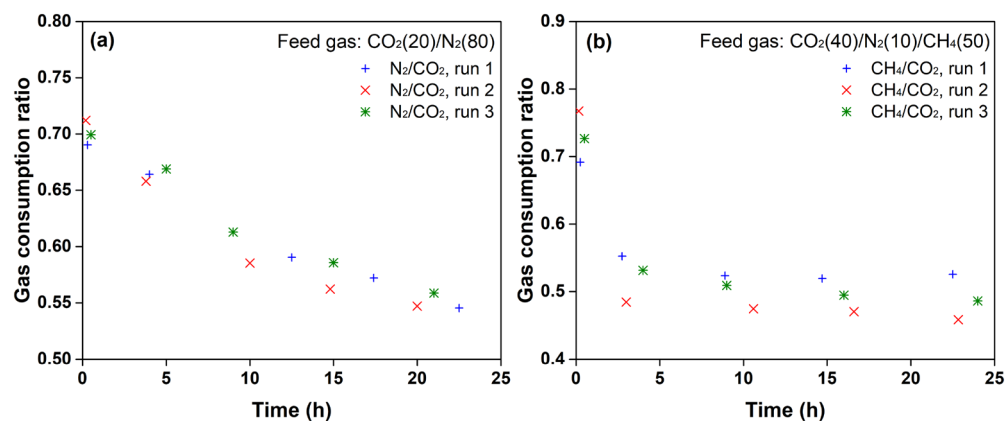 (a)
Feed gas: CO₂(20)/N₂(80)
N₂/CO₂, run 1
N₂/CO₂, run 2
N₂/CO₂, run 3
Gas consumption ratio
0.80
0.75
0.70
0.65
0.60
0.55
0.50
0 5 10 15 20 25
Time (h)
(b)
Feed gas: CO₂(40)/N₂(10)/CH₄(50)
CH₄/CO₂, run 1
CH₄/CO₂, run 2
CH₄/CO₂, run 3
Gas consumption ratio
0.9
0.8
0.7
0.6
0.5
0.4
0 5 10 15 20 25
Time (h)